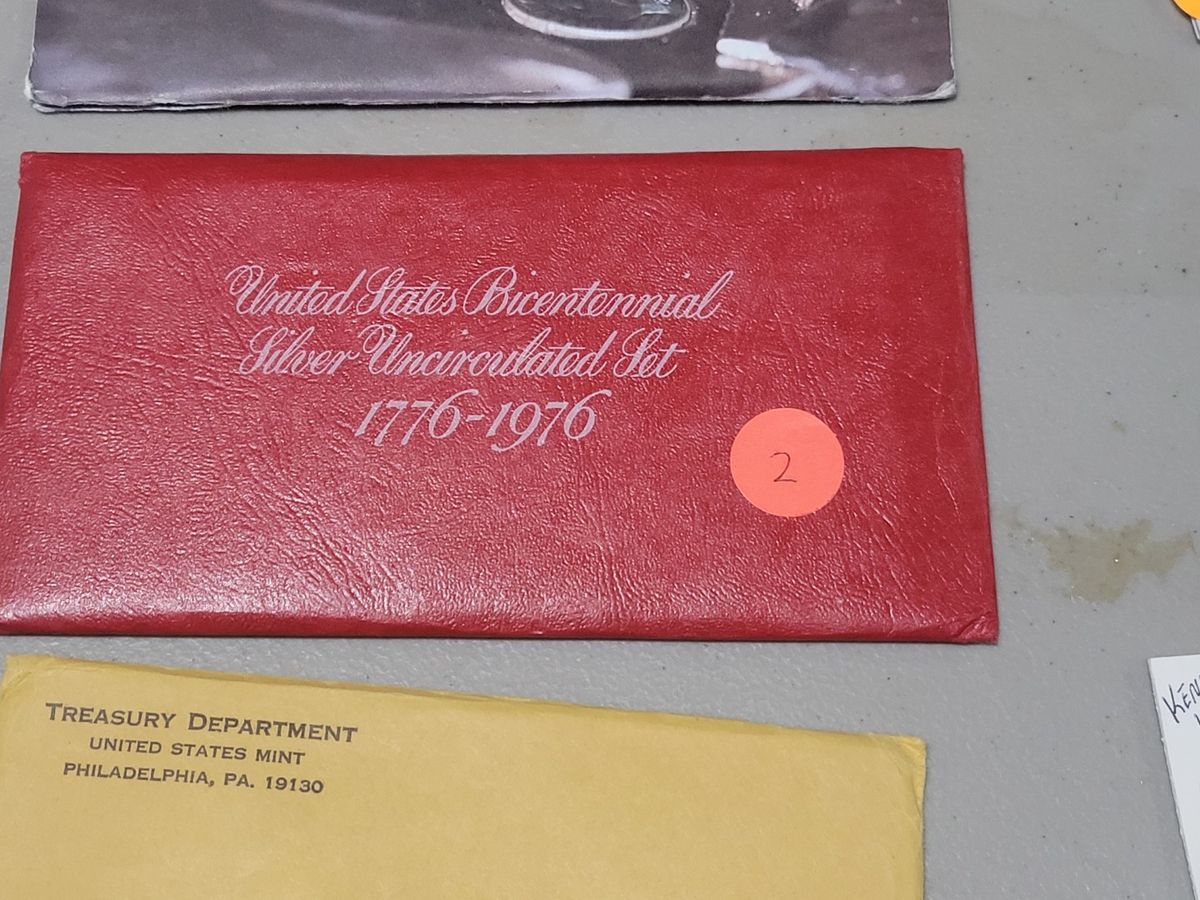 United States Bicentennial
Silver Uncirculated Set
1776-1976
2
TREASURY DEPARTMENT
UNITED STATES MINT
PHILADELPHIA, PA. 19130